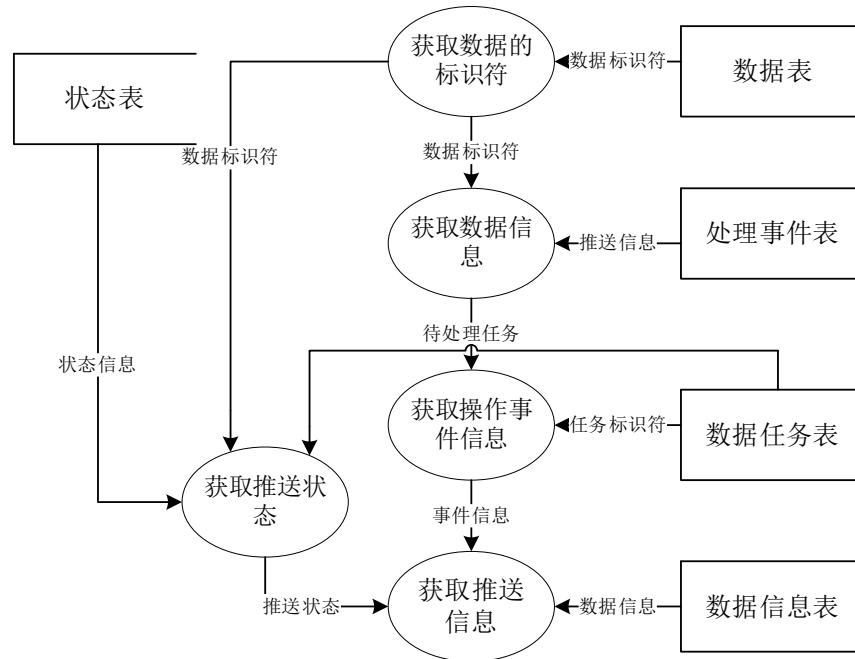 获取数据的
标识符
数据标识符
数据表
状态表
数据标识符
数据标识符
获取数据信
息
推送信息
处理事件表
待处理任务
状态信息
获取操作事
件信息
任务标识符
数据任务表
获取推送状
态
事件信息
推送状态
获取推送
信息
数据信息
数据信息表